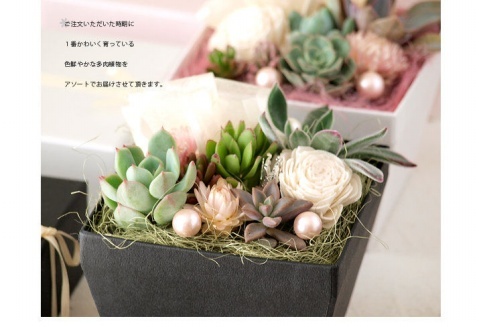 ご注文いただいた時期に
1番かわいく育っている
色鮮やかな多肉植物を
アソートでお届けさせて頂きます。